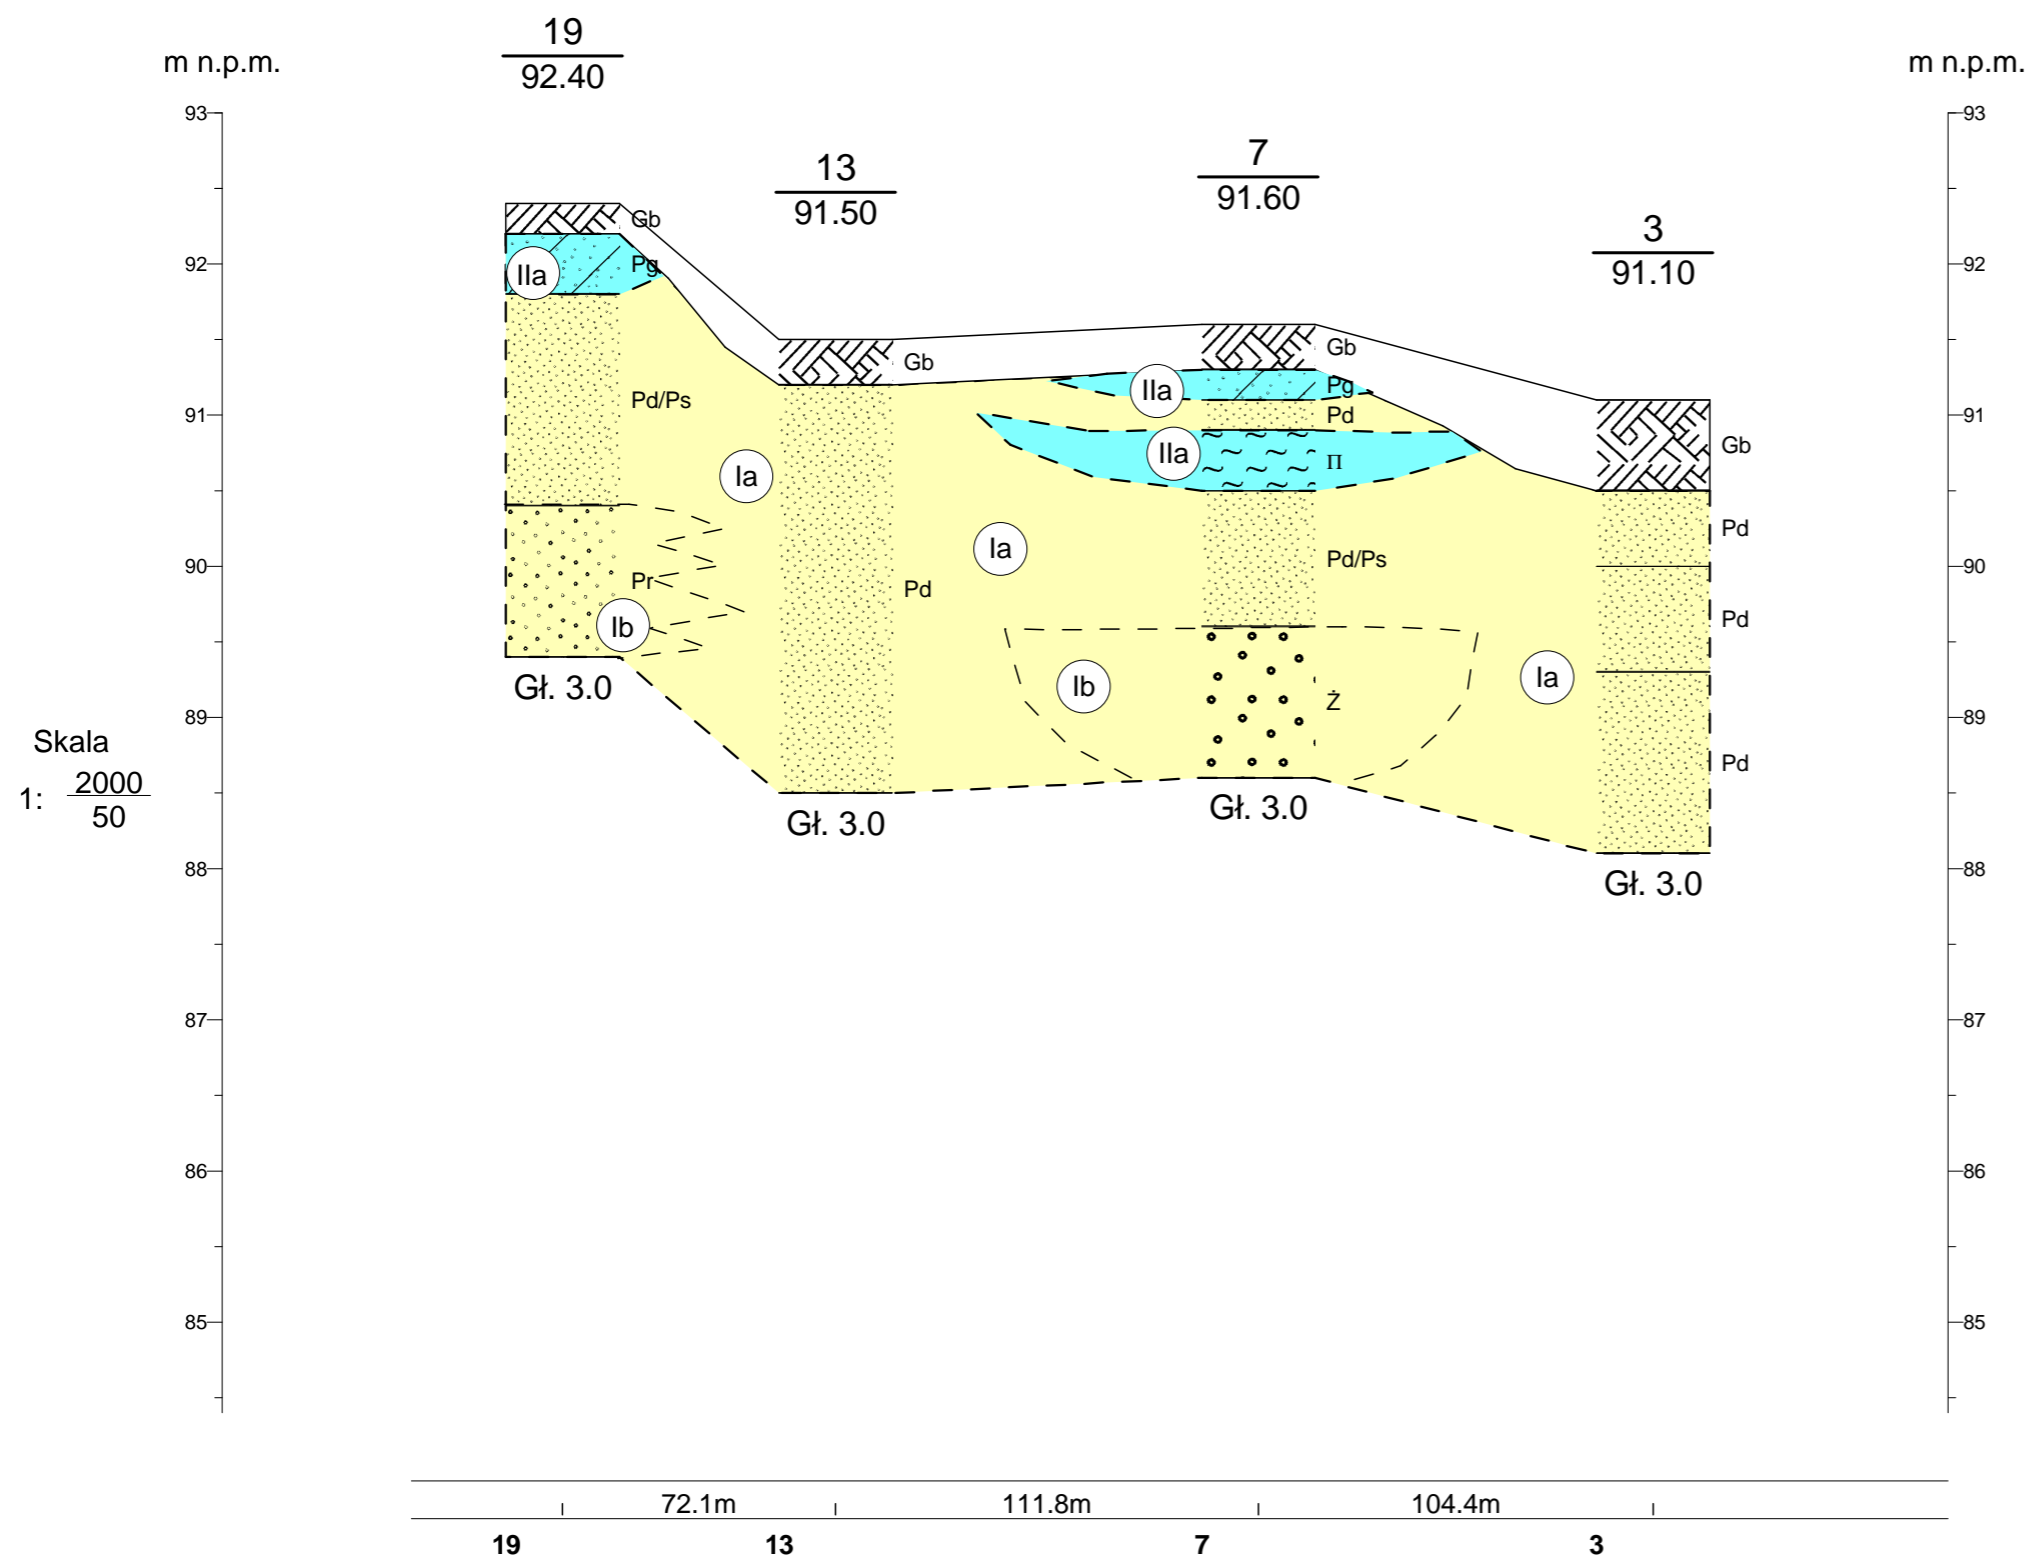 19
92.40
m n.p.m.
m n.p.m.
93
93
13
91.50
7
91.60
3
91.10
Gb
92
IIa
Pg
92
Gb
Gb
IIa
Pg
91
Pd/Ps
Pd
91
Gb
Ia
IIa
Π
Pd
Ia
Pd/Ps
90
Pr
Pd
90
Ib
Pd
Gł. 3.0
Ib
Ż
Ia
89
89
Skala
1: 2000
50
Gł. 3.0
Gł. 3.0
Pd
88
88
Gł. 3.0
87
87
86
86
85
85
72.1m
111.8m
104.4m
19
13
7
3